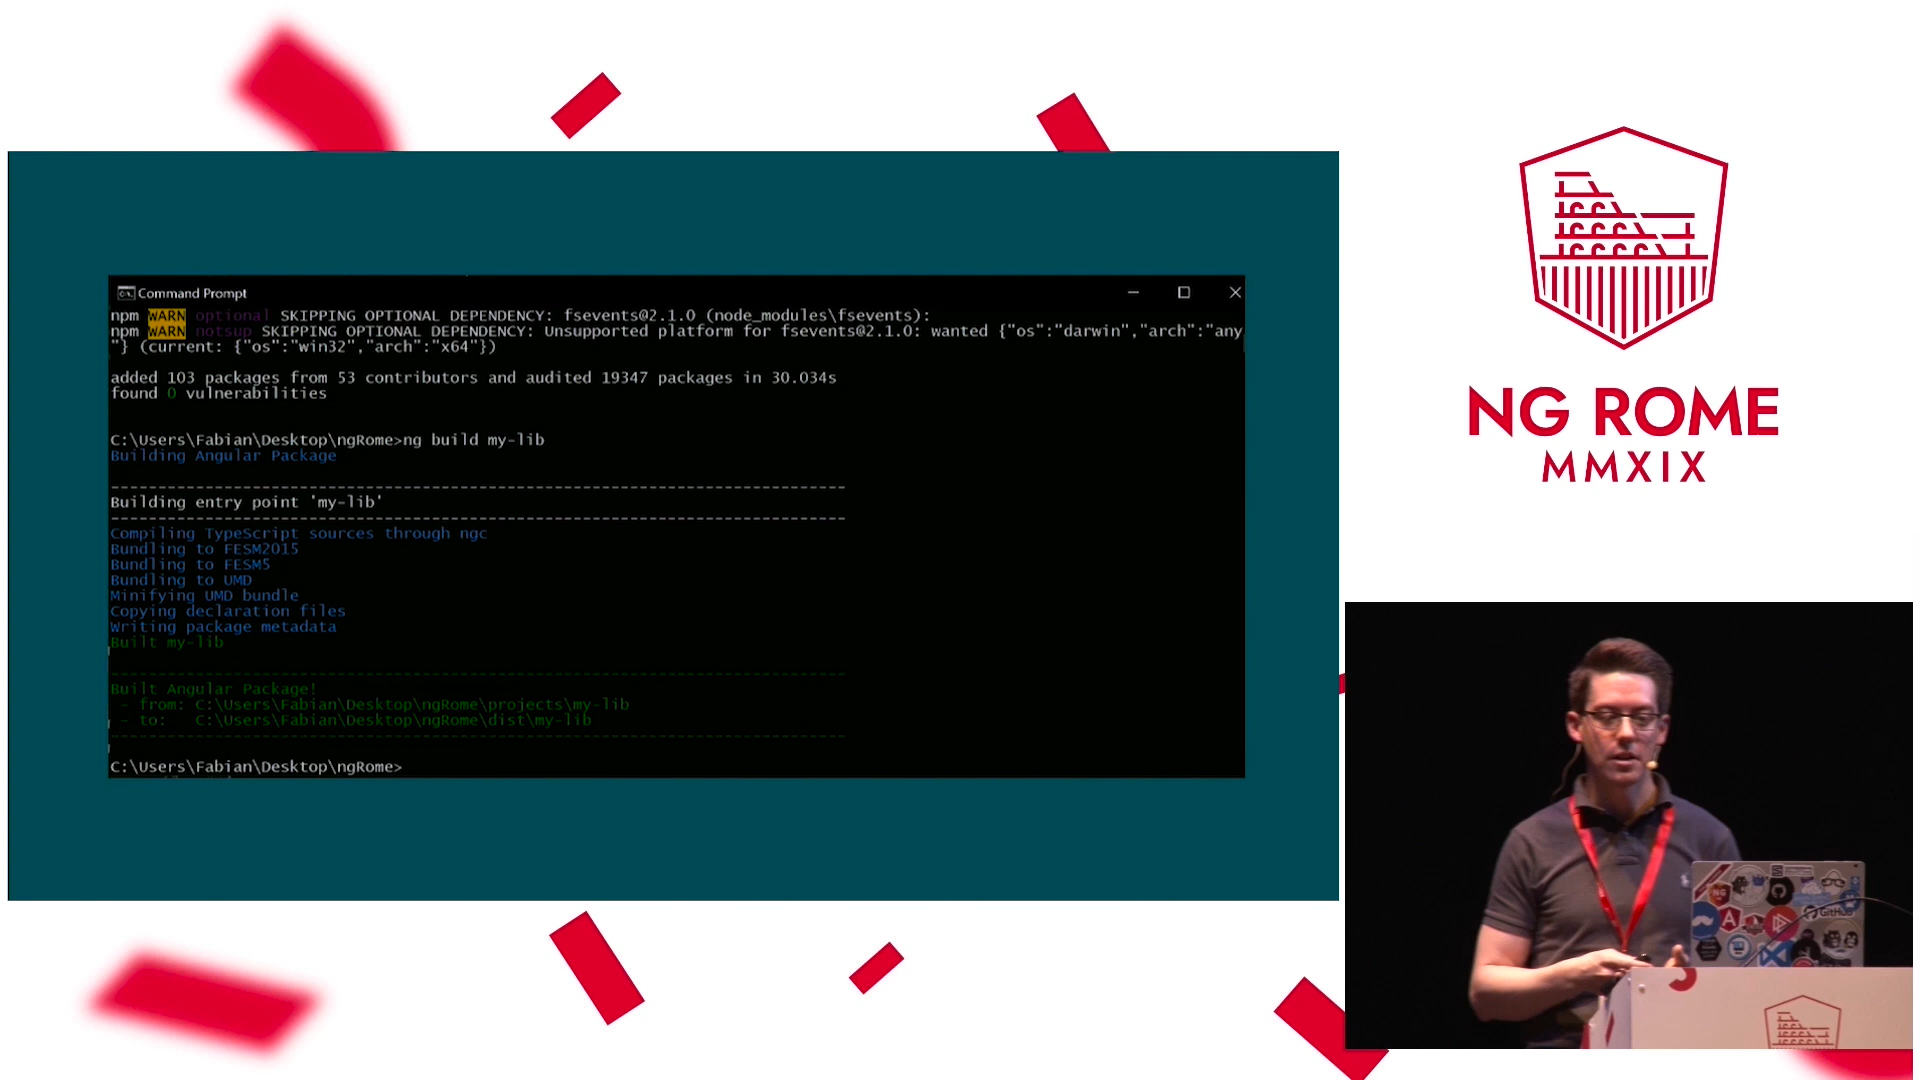 Command Prompt
npm WARN optional SKIPPING OPTIONAL DEPENDENCY: fsevents@2.1.0 (node_modules\fsevents):
npm WARN notsup SKIPPING OPTIONAL DEPENDENCY: Unsupported platform for fsevents@2.1.0: wanted {"os":"darwin","arch":"any
"} (current: {"os":"win32","arch":"x64"})
added 103 packages from 53 contributors and audited 19347 packages in 30.034s
found 0 vulnerabilities
C:\Users\Fabian\Desktop\ngRome>ng build my-lib
Building Angular Package
------------------------------------------------------------------------------
Building entry point 'my-lib'
------------------------------------------------------------------------------
Compiling TypeScript sources through ngc
Bundling to FESM2015
Bundling to FESM5
Bundling to UMD
Minifying UMD bundle
Copying declaration files
Writing package metadata
Built my-lib
------------------------------------------------------------------------------
Built Angular Package!
- from: C:\Users\Fabian\Desktop\ngRome\projects\my-lib
- to: C:\Users\Fabian\Desktop\ngRome\dist\my-lib
------------------------------------------------------------------------------
C:\Users\Fabian\Desktop\ngRome>
NG ROME
MMXIX
GitHub